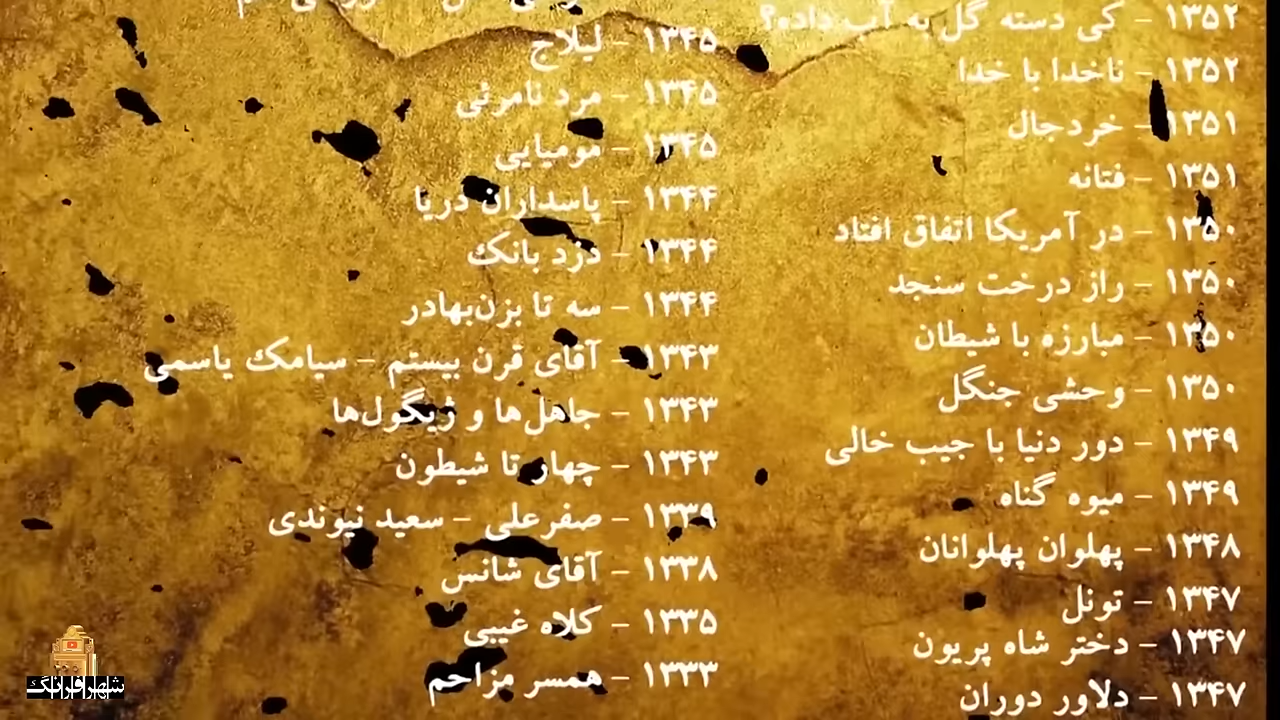 ۱۳۵۲ – کی دسته گل به آب داده؟
۱۳۵۲ – ناخدا با خدا
۱۳۵۱ – خردجال
۱۳۵۱ – فتانه
۱۳۵۰ – در آمریکا اتفاق افتاد
۱۳۵۰ – راز درخت سنجد
۱۳۵۰ – مبارزه با شیطان
۱۳۵۰ – وحشی جنگل
۱۳۴۹ – دور دنیا با جیب خالی
۱۳۴۹ – میوه گناه
۱۳۴۸ – پهلوان پهلوانان
۱۳۴۷ – تونل
۱۳۴۷ – دختر شاه پریون
۱۳۴۷ – دلاور دوران
۱۳۴۵ – لیلاج
۱۳۴۵ – مرد نامرئی
۱۳۴۵ – مومیایی
۱۳۴۴ – پاسداران دریا
۱۳۴۴ – دزد بانک
۱۳۴۴ – سه تا بزن‌بهادر
۱۳۴۳ – آقای قرن بیستم – سیامک یاسمی
۱۳۴۳ – جاهل‌ها و ژیگول‌ها
۱۳۴۳ – چهار تا شیطون
۱۳۳۹ – صفرعلی – سعید نیوندی
۱۳۳۸ – آقای شانس
۱۳۳۵ – کلاه غیبی
۱۳۳۳ – همسر مزاحم
شهر فرنگ